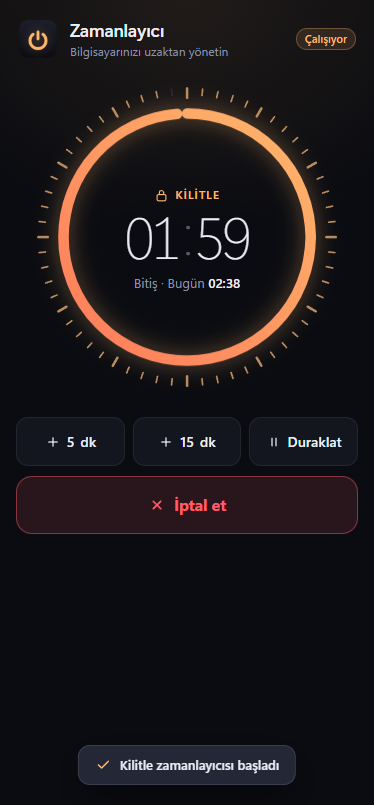 Zamanlayıcı
Bilgisayarınızı uzaktan yönetin
Çalışıyor
KİLİTLE
01:59
Bitiş · Bugün 02:38
+ 5 dk
+ 15 dk
Duraklat
İptal et
Kilitle zamanlayıcısı başladı